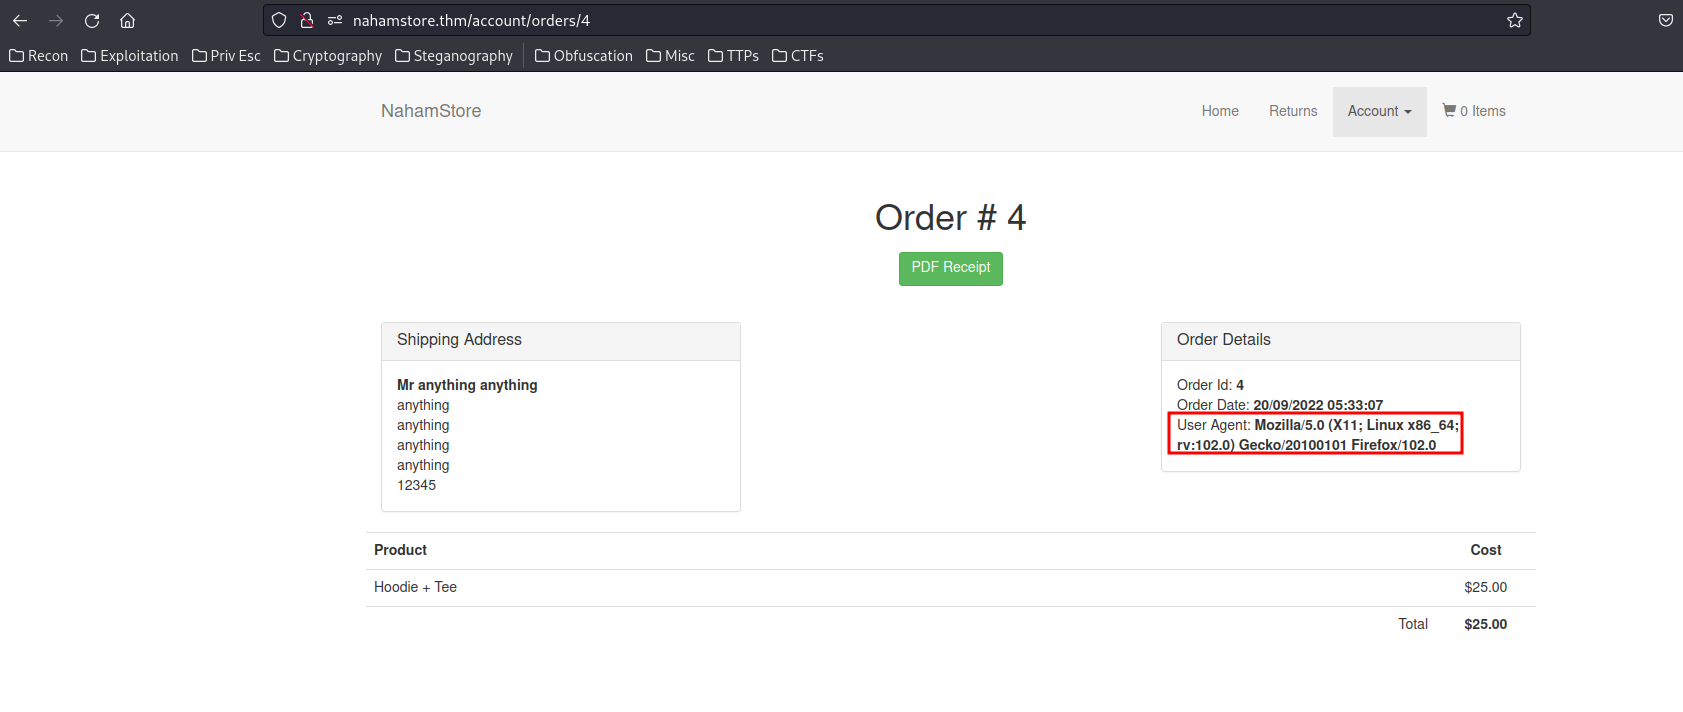 nahamstore.thm/account/orders/4
Recon Exploitation Priv Esc Cryptography Steganography Obfuscation Misc TTPs CTFs
NahamStore Home Returns Account 0 Items
Order # 4
PDF Receipt
Shipping Address
Mr anything anything
anything
anything
anything
anything
12345
Order Details
Order Id: 4
Order Date: 20/09/2022 05:33:07
User Agent: Mozilla/5.0 (X11; Linux x86_64;
rv:102.0) Gecko/20100101 Firefox/102.0
Product Cost
Hoodie + Tee $25.00
Total $25.00